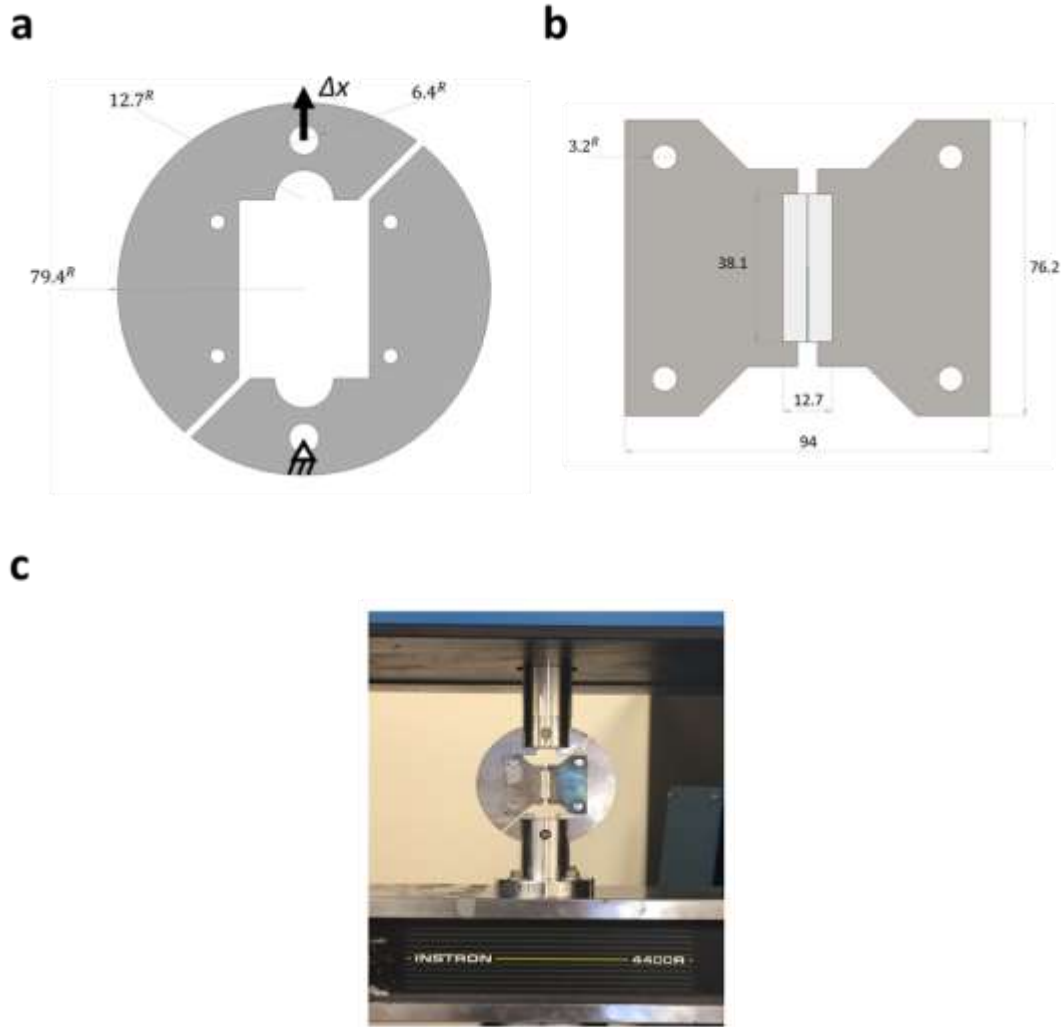 a
b
12.7ᴿ
Δx
6.4ᴿ
79.4ᴿ
3.2ᴿ
38.1
76.2
12.7
94
c
INSTRON
4400R